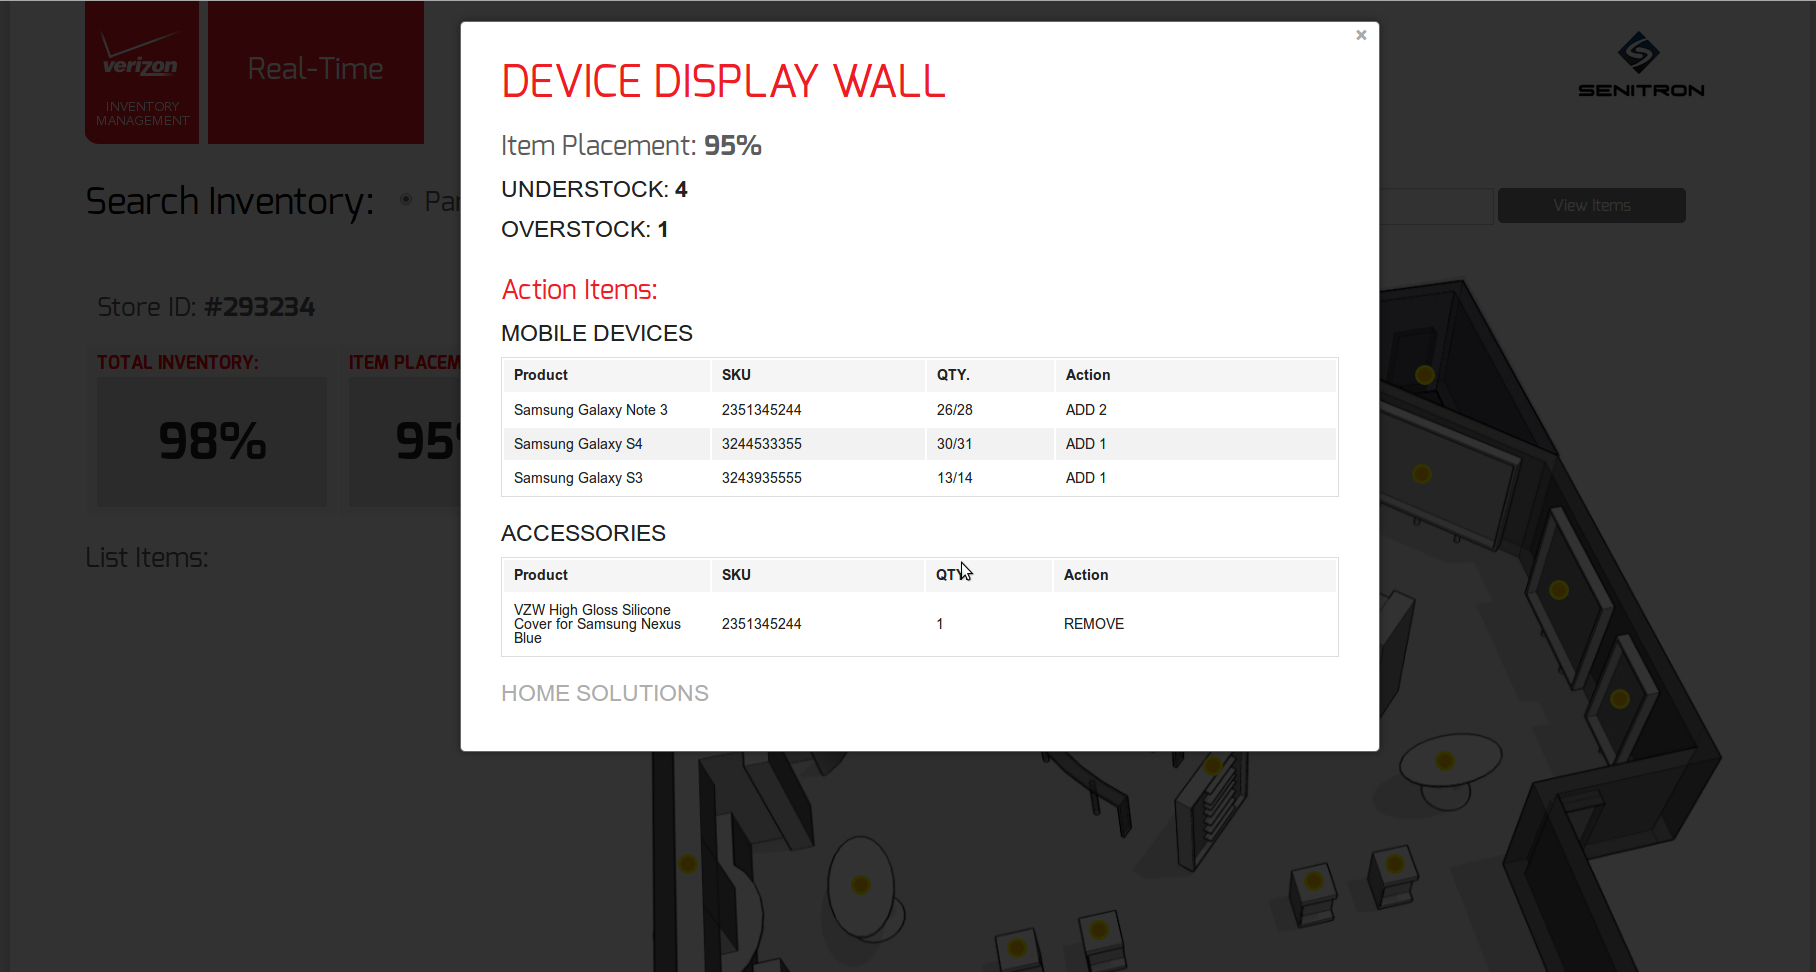 verizon
INVENTORY
MANAGEMENT
Real-Time
SENITRON
Search Inventory:
View Items
Store ID: #293234
TOTAL INVENTORY:
98%
95
List Items:
×
DEVICE DISPLAY WALL
Item Placement: 95%
UNDERSTOCK: 4
OVERSTOCK: 1
Action Items:
MOBILE DEVICES
Product SKU QTY. Action
Samsung Galaxy Note 3 2351345244 26/28 ADD 2
Samsung Galaxy S4 3244533355 30/31 ADD 1
Samsung Galaxy S3 3243935555 13/14 ADD 1
ACCESSORIES
Product SKU QTY Action
VZW High Gloss Silicone
Cover for Samsung Nexus
Blue 2351345244 1 REMOVE
HOME SOLUTIONS